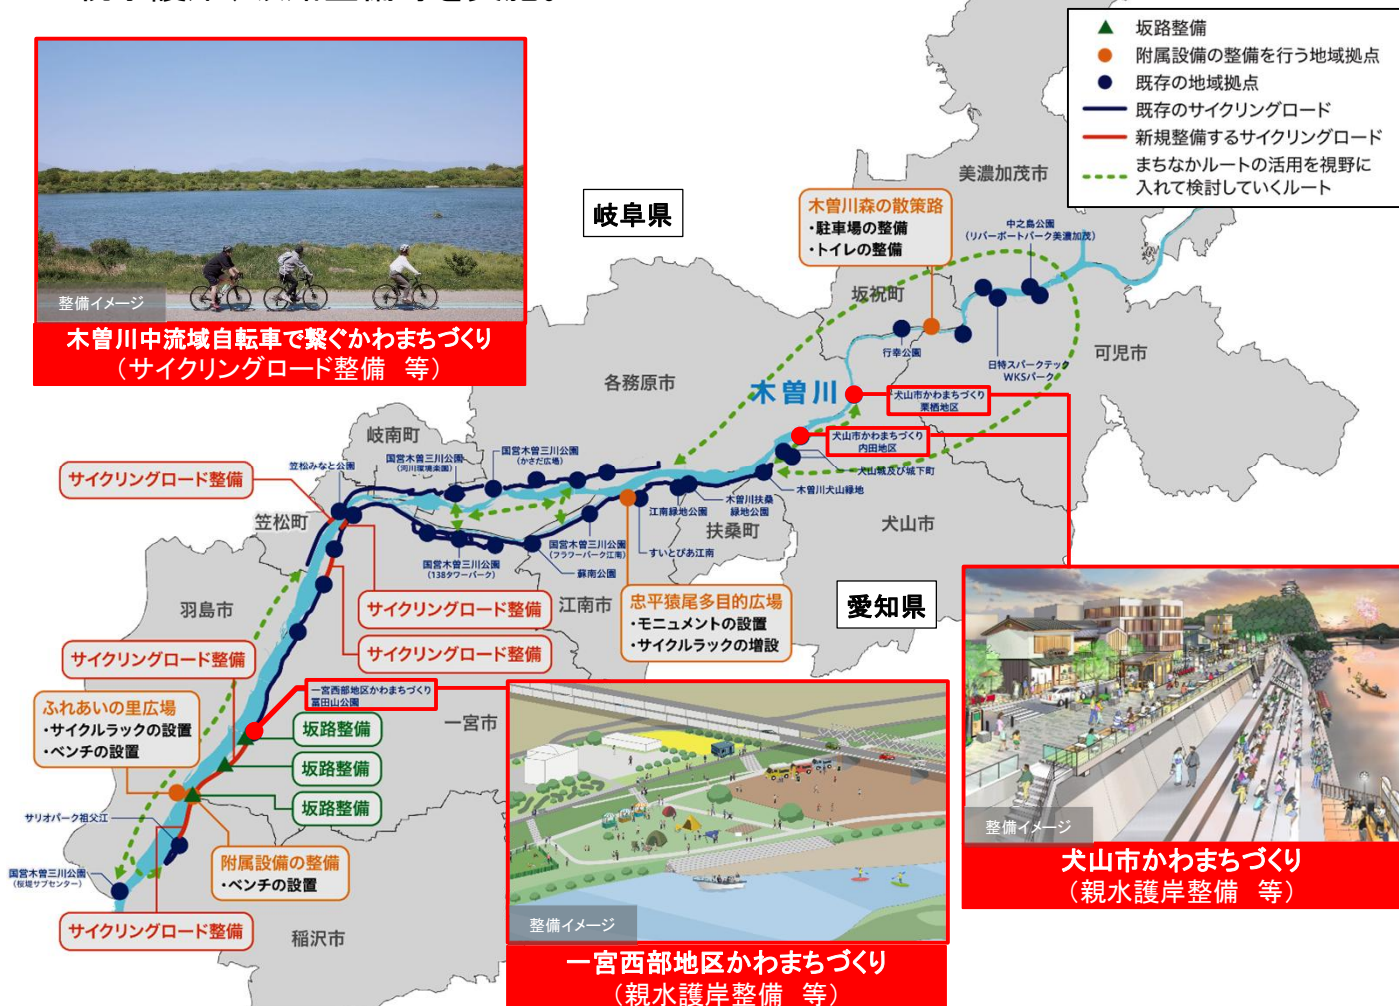 坂路整備
附属設備の整備を行う地域拠点
既存の地域拠点
既存のサイクリングロード
新規整備するサイクリングロード
まちなかルートの活用を視野に
入れて検討していくルート
整備イメージ
木曽川中流域自転車で繋ぐかわまちづくり
（サイクリングロード整備　等）
岐阜県
美濃加茂市
木曽川森の散策路
・駐車場の整備
・トイレの整備
中之島公園
（リバーポートパーク美濃加茂）
坂祝町
行幸公園
日特スパークテック
WKSパーク
可児市
各務原市
木曽川
犬山市かわまちづくり
栗栖地区
犬山市かわまちづくり
内田地区
犬山城及び城下町
木曽川犬山緑地
岐南町
国営木曽三川公園
（河川環境楽園）
国営木曽三川公園
（かさだ広場）
笠松みなと公園
サイクリングロード整備
笠松町
木曽川扶桑
緑地公園
江南緑地公園
扶桑町
犬山市
すいとぴあ江南
国営木曽三川公園
（フラワーパーク江南）
蘇南公園
国営木曽三川公園
（138タワーパーク）
羽島市
サイクリングロード整備
江南市
忠平猿尾多目的広場
・モニュメントの設置
・サイクルラックの増設
愛知県
サイクリングロード整備
サイクリングロード整備
一宮西部地区かわまちづくり
冨田山公園
ふれあいの里広場
・サイクルラックの設置
・ベンチの設置
一宮市
坂路整備
坂路整備
坂路整備
サリオパーク祖父江
附属設備の整備
・ベンチの設置
国営木曽三川公園
（桜堤サブセンター）
サイクリングロード整備
稲沢市
整備イメージ
一宮西部地区かわまちづくり
（親水護岸整備　等）
整備イメージ
犬山市かわまちづくり
（親水護岸整備　等）